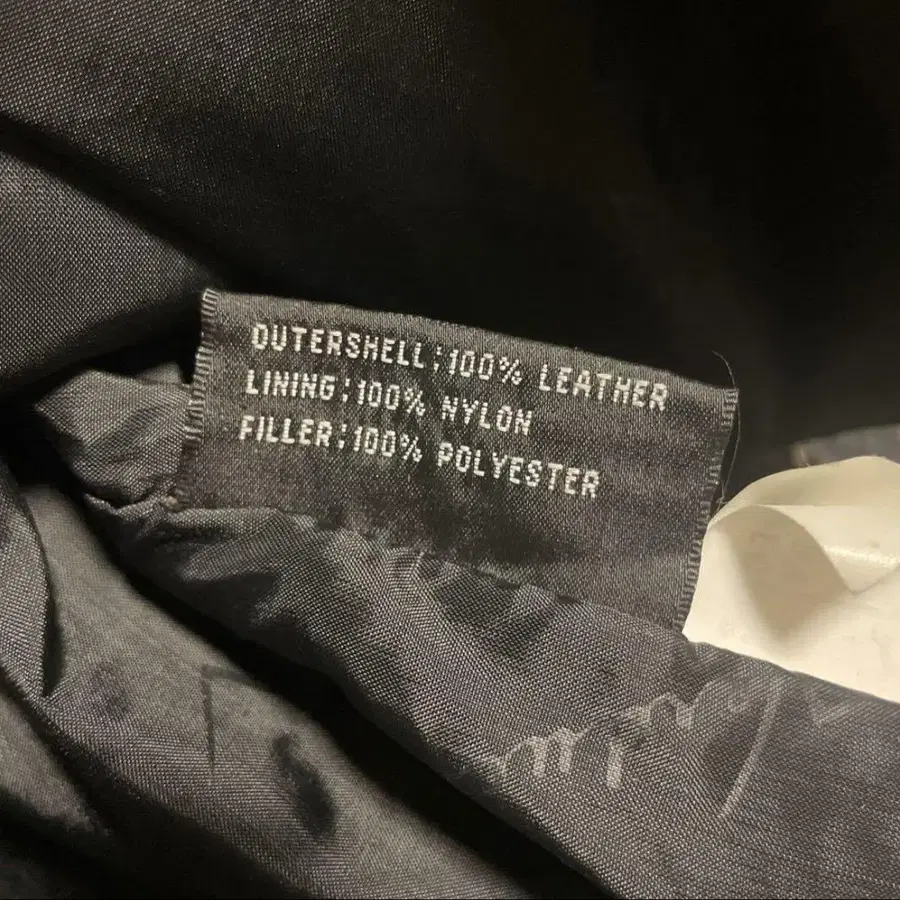 OUTERSHELL:100% LEATHER
LINING:100% NYLON
FILLER:100% POLYESTER